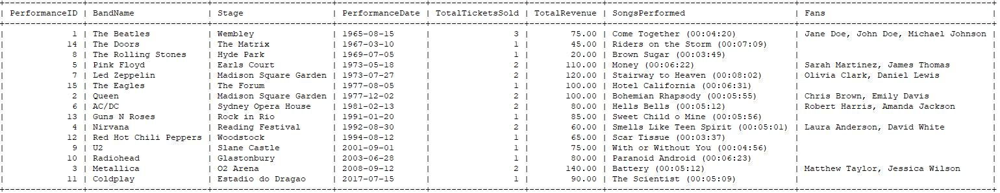 | PerformanceID | BandName | Stage | PerformanceDate | TotalTicketsSold | TotalRevenue | SongsPerformed | Fans |
| 1 | The Beatles | Wembley | 1965-08-15 | 3 | 75.00 | Come Together (00:04:20) | Jane Doe, John Doe, Michael Johnson |
| 14 | The Doors | The Matrix | 1967-03-10 | 1 | 45.00 | Riders on the Storm (00:07:09) | |
| 8 | The Rolling Stones | Hyde Park | 1969-07-05 | 1 | 20.00 | Brown Sugar (00:03:49) | |
| 5 | Pink Floyd | Earls Court | 1973-05-18 | 2 | 110.00 | Money (00:06:22) | Sarah Martinez, James Thomas |
| 7 | Led Zeppelin | Madison Square Garden | 1973-07-27 | 2 | 120.00 | Stairway to Heaven (00:08:02) | Olivia Clark, Daniel Lewis |
| 15 | The Eagles | The Forum | 1977-08-05 | 1 | 100.00 | Hotel California (00:06:31) | |
| 2 | Queen | Madison Square Garden | 1977-12-02 | 2 | 100.00 | Bohemian Rhapsody (00:05:55) | Chris Brown, Emily Davis |
| 6 | AC/DC | Sydney Opera House | 1981-02-13 | 2 | 80.00 | Hells Bells (00:05:12) | Robert Harris, Amanda Jackson |
| 13 | Guns N Roses | Rock in Rio | 1991-01-20 | 1 | 85.00 | Sweet Child o Mine (00:05:56) | |
| 4 | Nirvana | Reading Festival | 1992-08-30 | 2 | 60.00 | Smells Like Teen Spirit (00:05:01) | Laura Anderson, David White |
| 12 | Red Hot Chili Peppers | Woodstock | 1994-08-12 | 1 | 65.00 | Scar Tissue (00:03:37) | |
| 9 | U2 | Slane Castle | 2001-09-01 | 1 | 75.00 | With or Without You (00:04:56) | |
| 10 | Radiohead | Glastonbury | 2003-06-28 | 1 | 80.00 | Paranoid Android (00:06:23) | |
| 3 | Metallica | O2 Arena | 2008-09-12 | 2 | 140.00 | Battery (00:05:12) | Matthew Taylor, Jessica Wilson |
| 11 | Coldplay | Estadio do Dragao | 2017-07-15 | 1 | 90.00 | The Scientist (00:05:09) | |